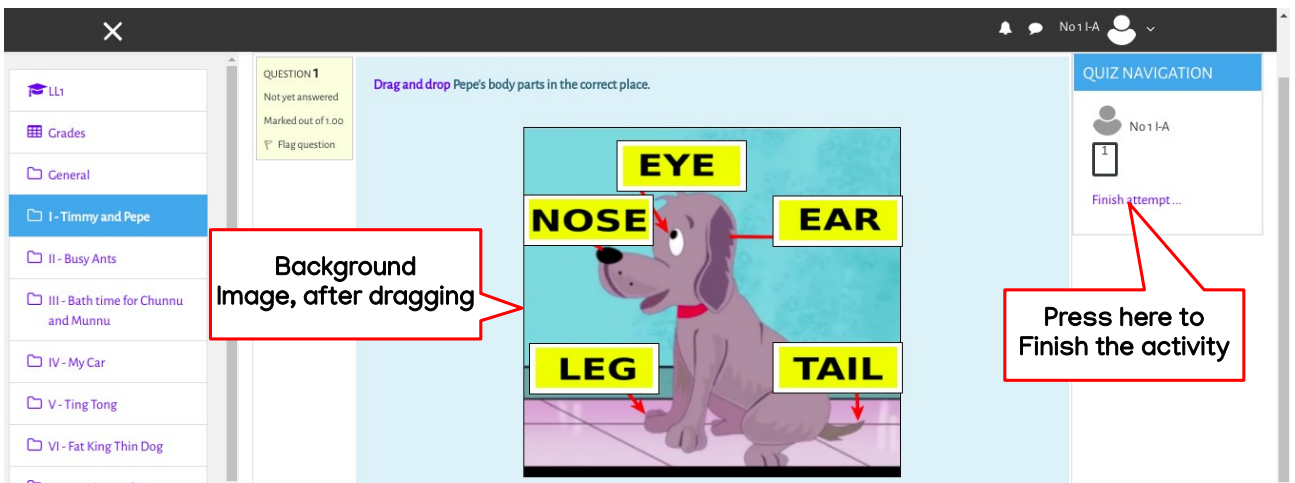 No 1 I-A
LL1
Grades
General
I - Timmy and Pepe
II - Busy Ants
III - Bath time for Chunnu
and Munnu
IV - My Car
V - Ting Tong
VI - Fat King Thin Dog
QUESTION 1
Not yet answered
Marked out of 1.00
Flag question
Drag and drop Pepe's body parts in the correct place.
EYE
NOSE
EAR
LEG
TAIL
Background
Image, after dragging
QUIZ NAVIGATION
No 1 I-A
1
Finish attempt ...
Press here to
Finish the activity